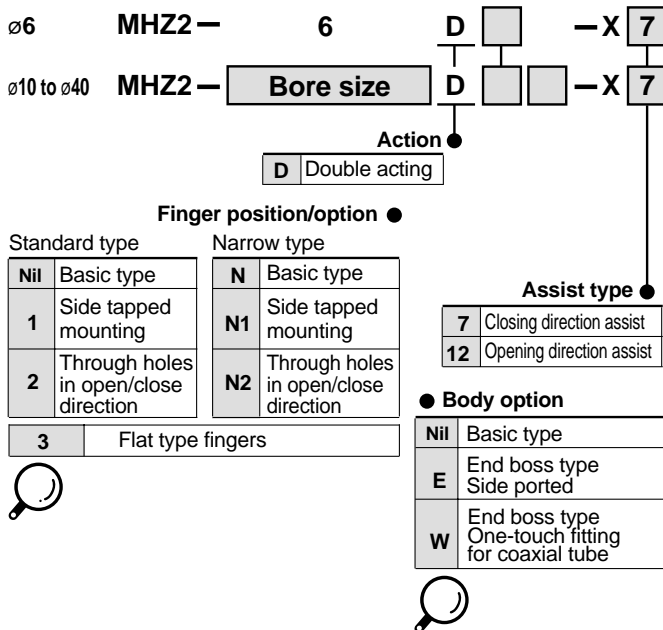 ø6 MHZ2 — 6 D — X 7
ø10 to ø40 MHZ2 — Bore size D — X 7
Action ●
D Double acting
Finger position/option ●
Standard type
Nil Basic type
1 Side tapped
mounting
2 Through holes
in open/close
direction
Narrow type
N Basic type
N1 Side tapped
mounting
N2 Through holes
in open/close
direction
3 Flat type fingers
Assist type ●
7 Closing direction assist
12 Opening direction assist
● Body option
Nil Basic type
E End boss type
Side ported
W End boss type
One-touch fitting
for coaxial tube